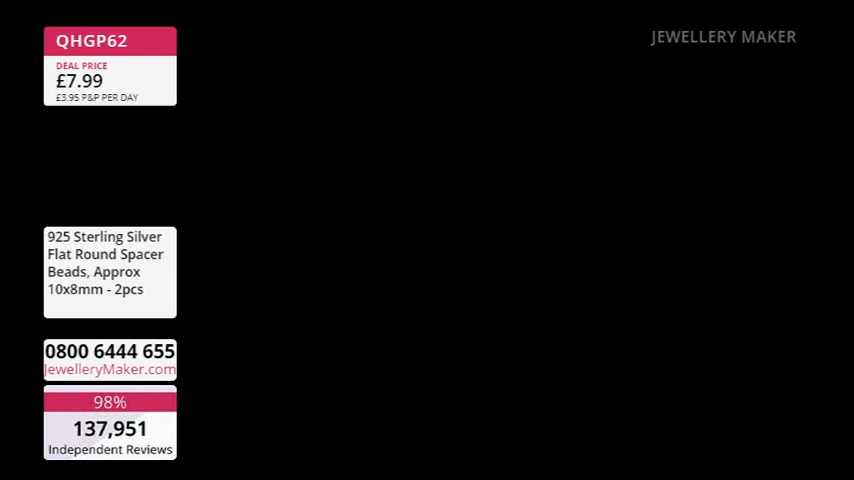 QHGP62
DEAL PRICE
£7.99
£3.95 P&P PER DAY
JEWELLERY MAKER
925 Sterling Silver
Flat Round Spacer
Beads, Approx
10x8mm - 2pcs
0800 6444 655
JewelleryMaker.com
98%
137,951
Independent Reviews